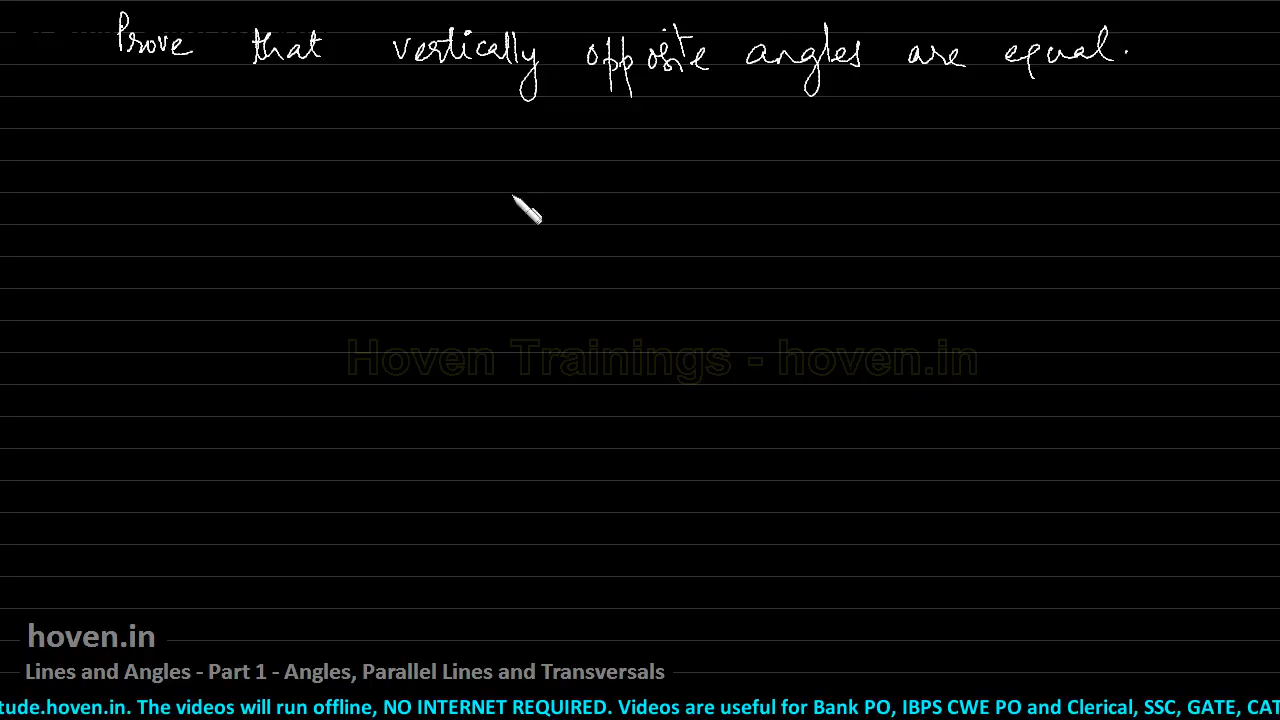 Prove that vertically opposite angles are equal.
Hoven Trainings - hoven.in
hoven.in
Lines and Angles - Part 1 - Angles, Parallel Lines and Transversals
tude.hoven.in. The videos will run offline, NO INTERNET REQUIRED. Videos are useful for Bank PO, IBPS CWE PO and Clerical, SSC, GATE, CAT